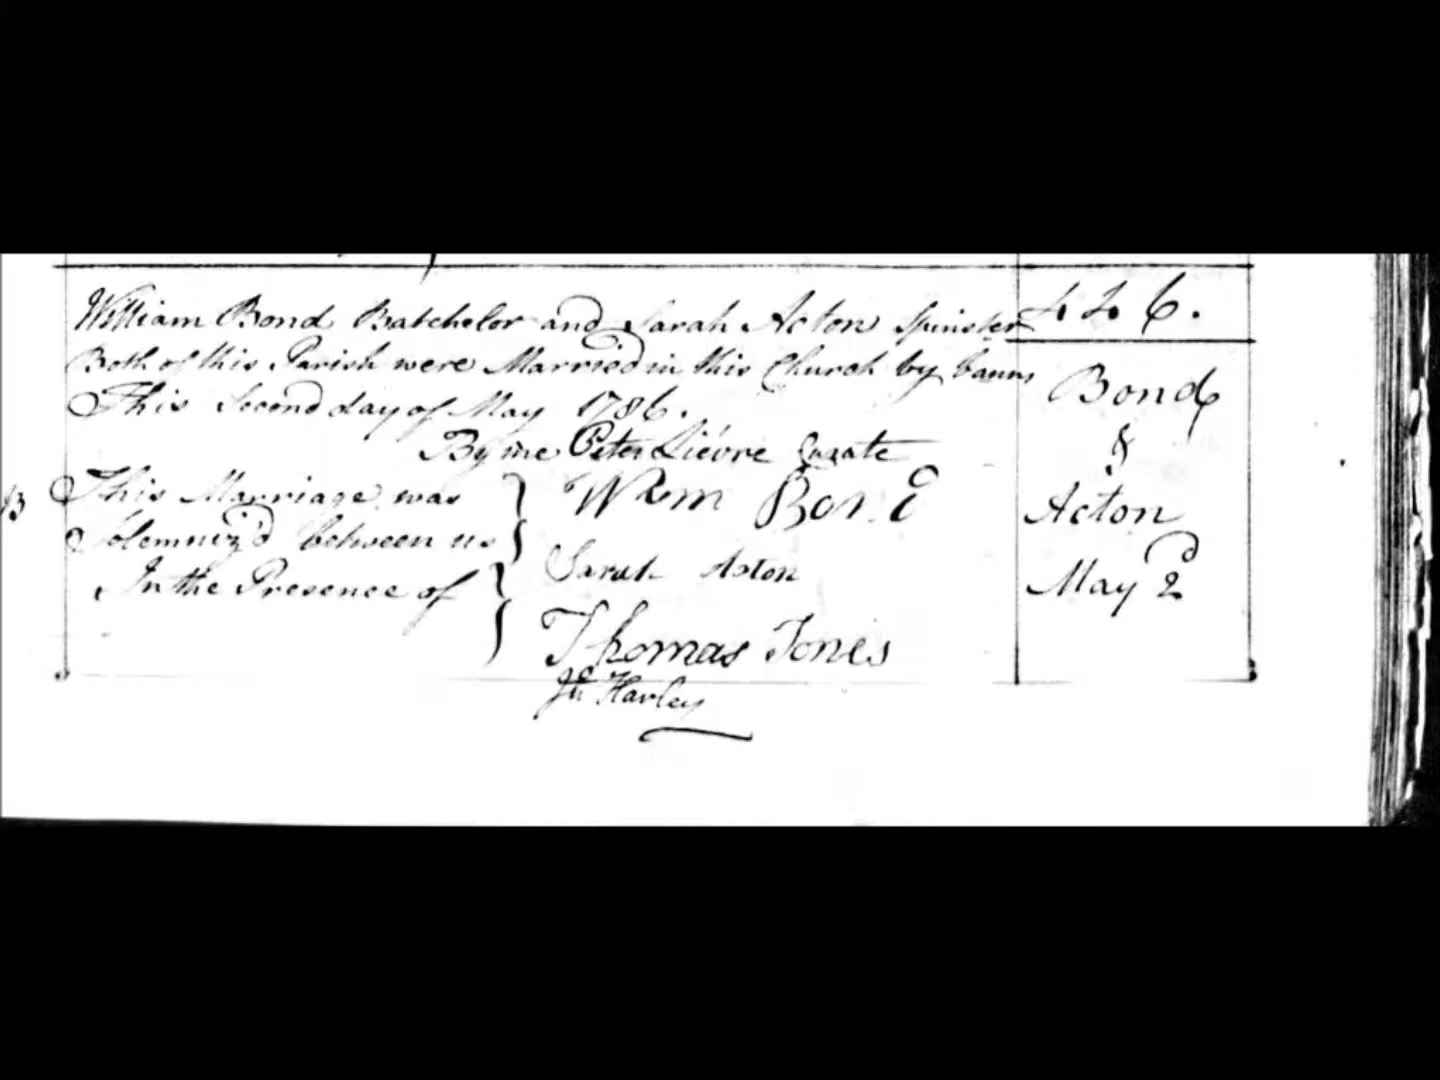 William Bond Batchelor and Sarah Acton Spinster
Both of this Parish were Married in this Church by banns
This Second day of May 1786.
By me Peter Lievre Curate
This Marriage was
Solemniz'd between us
Wm Bond
Sarah Acton
In the Presence of
Thomas Jones
Jn Harley
446.
Bond
&
Acton
May 2d
B